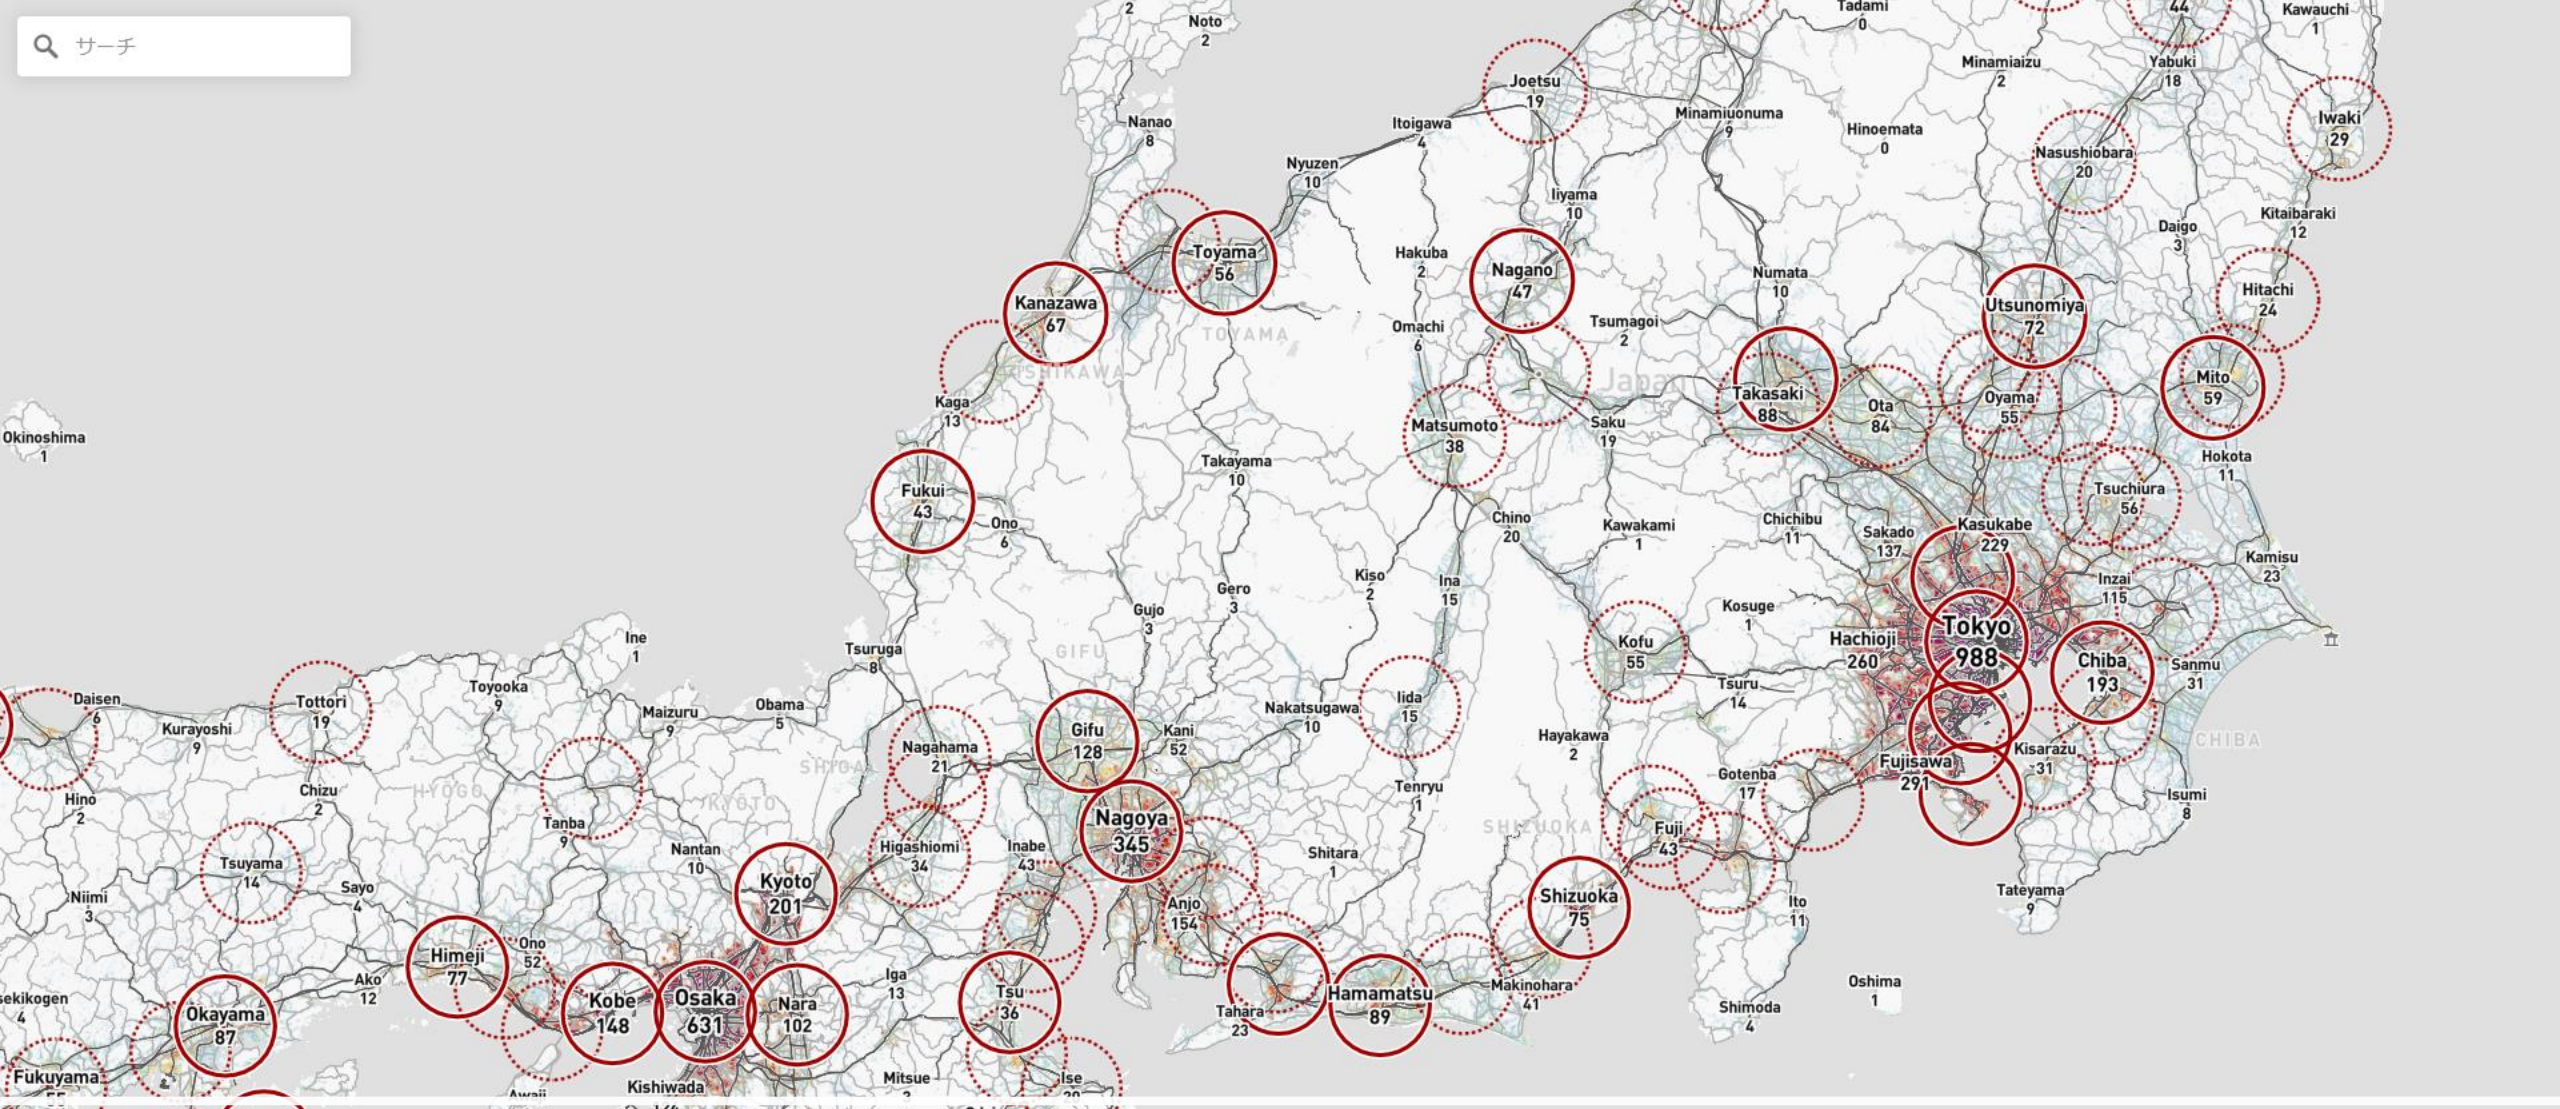 サーチ
2
Noto
2
Tadami
0
44
Kawauchi
1
Joetsu
19
Minamiaizu
2
Yabuki
18
Nanao
8
Itoigawa
4
Minamiuonuma
9
Hinoemata
0
Iwaki
29
Nyuzen
10
Nasushiobara
20
Iiyama
10
Kitaibaraki
12
Daigo
3
Toyama
56
Hakuba
2
Nagano
47
Numata
10
Hitachi
24
Kanazawa
67
Utsunomiya
72
TOYAMA
Omachi
6
Tsumagoi
2
ISHIKAWA
Japan
Takasaki
88
Ota
84
Oyama
55
Mito
59
Kaga
13
Matsumoto
38
Saku
19
Okinoshima
1
Takayama
10
Hokota
11
Fukui
43
Tsuchiura
56
Ono
6
Chino
20
Kawakami
1
Chichibu
11
Sakado
137
Kasukabe
229
Kamisu
23
Kiso
2
Ina
15
Inzai
115
Gero
3
Gujo
3
Kosuge
1
Ine
1
Tsuruga
8
GIFU
Kofu
55
Hachioji
260
Tokyo
988
Chiba
193
Sanmu
31
Daisen
6
Tottori
19
Toyooka
9
Tsuru
14
Iida
15
Kurayoshi
9
Maizuru
9
Obama
5
Nakatsugawa
10
Gifu
128
Kani
52
Hayakawa
2
CHIBA
Nagahama
21
Kisarazu
31
SHIGA
Fujisawa
291
Gotenba
17
Hino
2
Chizu
2
HYŌGO
KYŌTO
Tenryu
1
Isumi
8
Tanba
9
Nagoya
345
SHIZUOKA
Fuji
43
Tsuyama
14
Nantan
10
Higashiomi
34
Inabe
43
Shitara
1
Sayo
4
Kyoto
201
Niimi
3
Anjo
154
Shizuoka
75
Ito
11
Tateyama
9
Himeji
77
Ono
52
Ako
12
Iga
13
Tsu
36
Makinohara
41
Oshima
1
sekikogen
4
Okayama
87
Kobe
148
Osaka
631
Nara
102
Tahara
23
Hamamatsu
89
Shimoda
4
Fukuyama
55
Kishiwada
Mitsue
Ise
20
Awaji